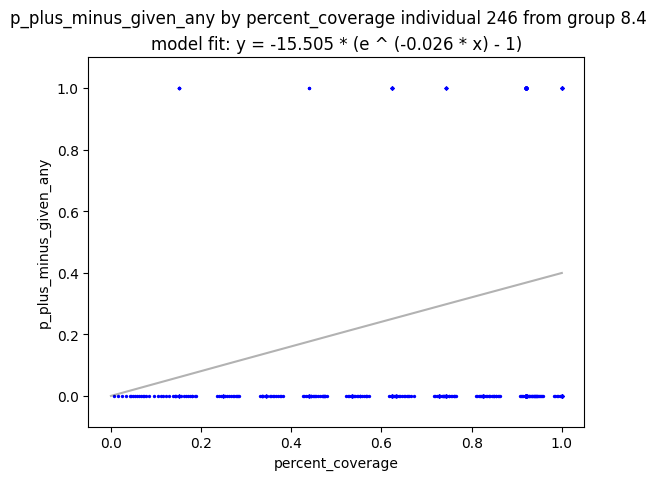 p_plus_minus_given_any by percent_coverage individual 246 from group 8.4
model fit: y = -15.505 * (e ^ (-0.026 * x) - 1)
1.0
0.8
0.6
0.4
0.2
0.0
p_plus_minus_given_any
0.0 0.2 0.4 0.6 0.8 1.0
percent_coverage